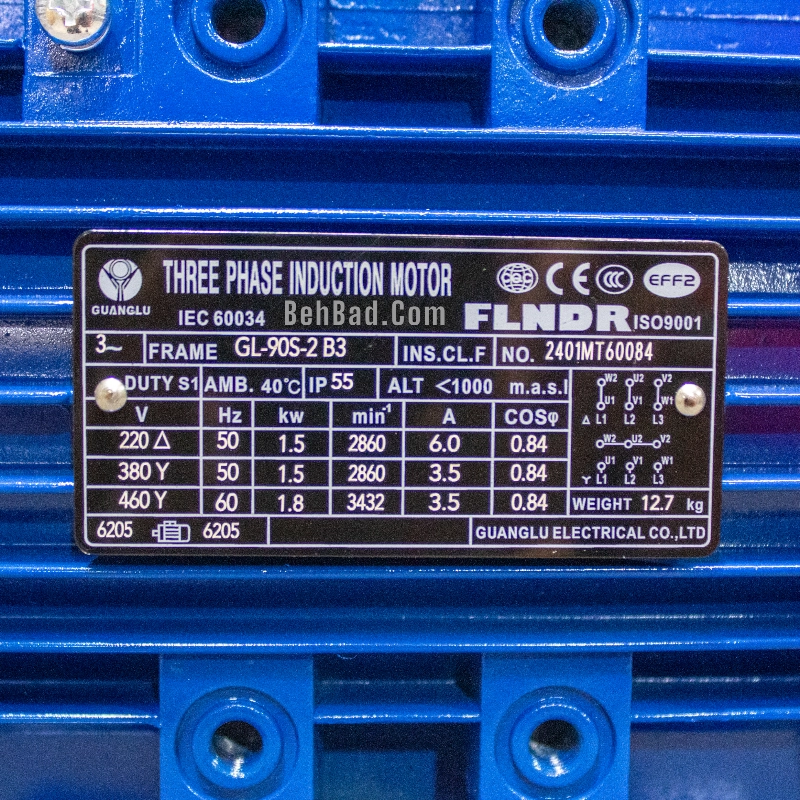 THREE PHASE INDUCTION MOTOR
CE CCC EFF2
GUANGLU
IEC 60034
BehBad.Com
FLNDR ISO9001
3~ FRAME GL-90S-2 B3 INS.CL.F NO. 2401MT60084
DUTY S1 AMB. 40℃ IP 55 ALT <1000 m.a.s.l
V Hz kw min⁻¹ A COSφ
220 Δ 50 1.5 2860 6.0 0.84
380 Y 50 1.5 2860 3.5 0.84
460 Y 60 1.8 3432 3.5 0.84
W2 U2 V2
U1 V1 W1
Δ L1 L2 L3
W2 U2 V2
U1 V1 W1
Y L1 L2 L3
WEIGHT 12.7 kg
6205 6205
GUANGLU ELECTRICAL CO.,LTD